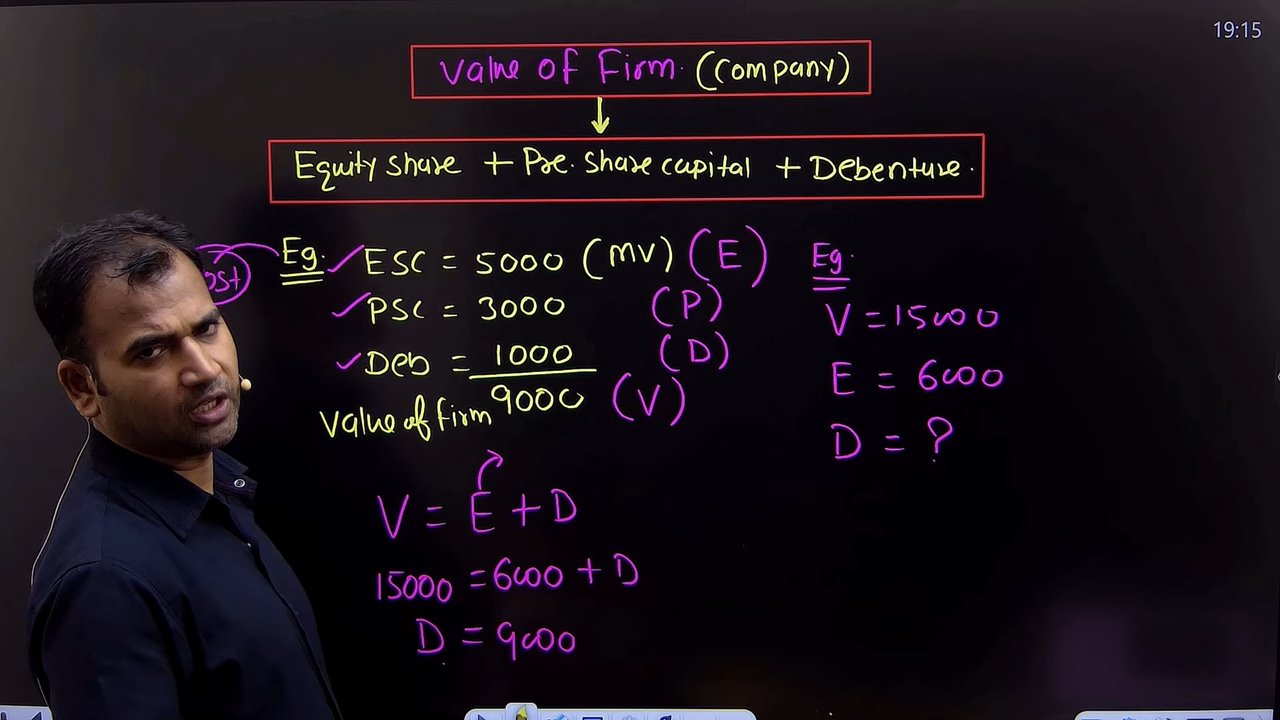 19:15
Value of Firm. (Company)
Equity share + Pre. Share capital + Debenture.
Eg. ESC = 5000 (MV) (E)
PSC = 3000 (P)
Deb = 1000 (D)
Value of firm 9000 (V)
V = E + D
15000 = 6000 + D
D = 9000
Eg.
V = 15000
E = 6000
D = ?